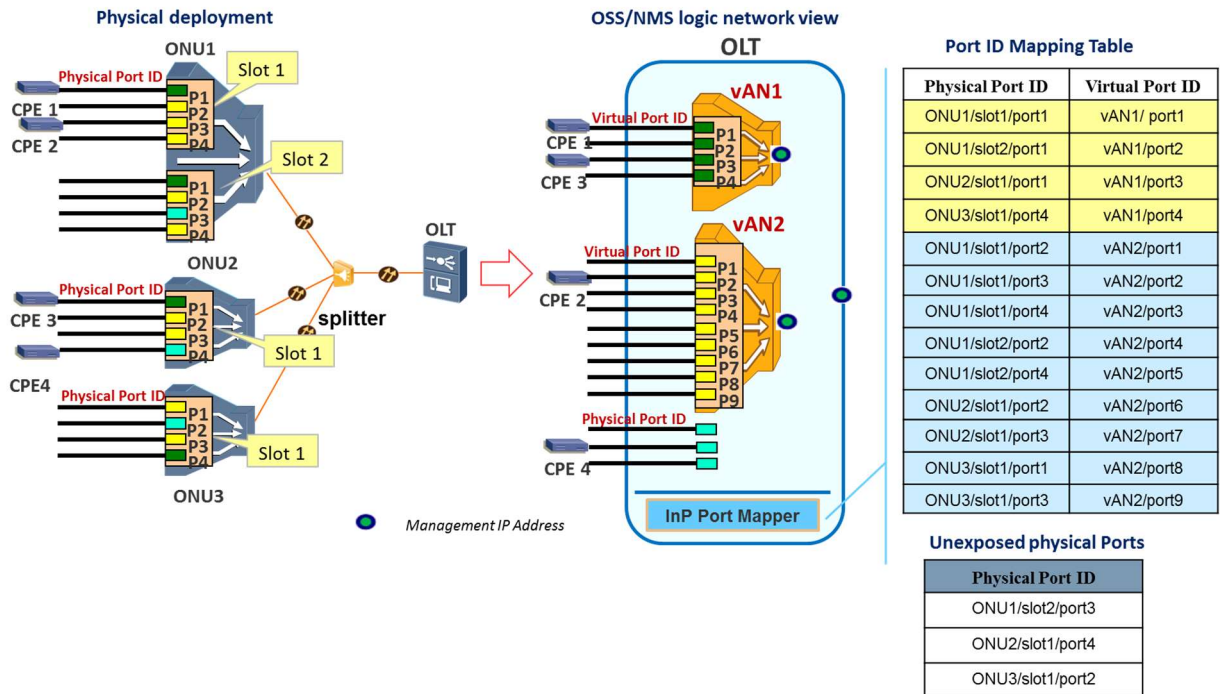 Physical deployment
ONU1
Slot 1
Physical Port ID
CPE 1
CPE 2
P1
P2
P3
P4
Slot 2
P1
P2
P3
P4
ONU2
Physical Port ID
CPE 3
P1
P2
P3
P4
Slot 1
CPE4
Physical Port ID
P1
P2
P3
P4
Slot 1
ONU3
splitter
OLT
OSS/NMS logic network view
OLT
vAN1
Virtual Port ID
CPE 1
CPE 3
P1
P2
P3
P4
vAN2
Virtual Port ID
CPE 2
P1
P2
P3
P4
P5
P6
P7
P8
P9
Physical Port ID
CPE 4
InP Port Mapper
Management IP Address
Port ID Mapping Table
Physical Port ID Virtual Port ID
ONU1/slot1/port1 vAN1/ port1
ONU1/slot2/port1 vAN1/port2
ONU2/slot1/port1 vAN1/port3
ONU3/slot1/port4 vAN1/port4
ONU1/slot1/port2 vAN2/port1
ONU1/slot1/port3 vAN2/port2
ONU1/slot1/port4 vAN2/port3
ONU1/slot2/port2 vAN2/port4
ONU1/slot2/port4 vAN2/port5
ONU2/slot1/port2 vAN2/port6
ONU2/slot1/port3 vAN2/port7
ONU3/slot1/port1 vAN2/port8
ONU3/slot1/port3 vAN2/port9
Unexposed physical Ports
Physical Port ID
ONU1/slot2/port3
ONU2/slot1/port4
ONU3/slot1/port2